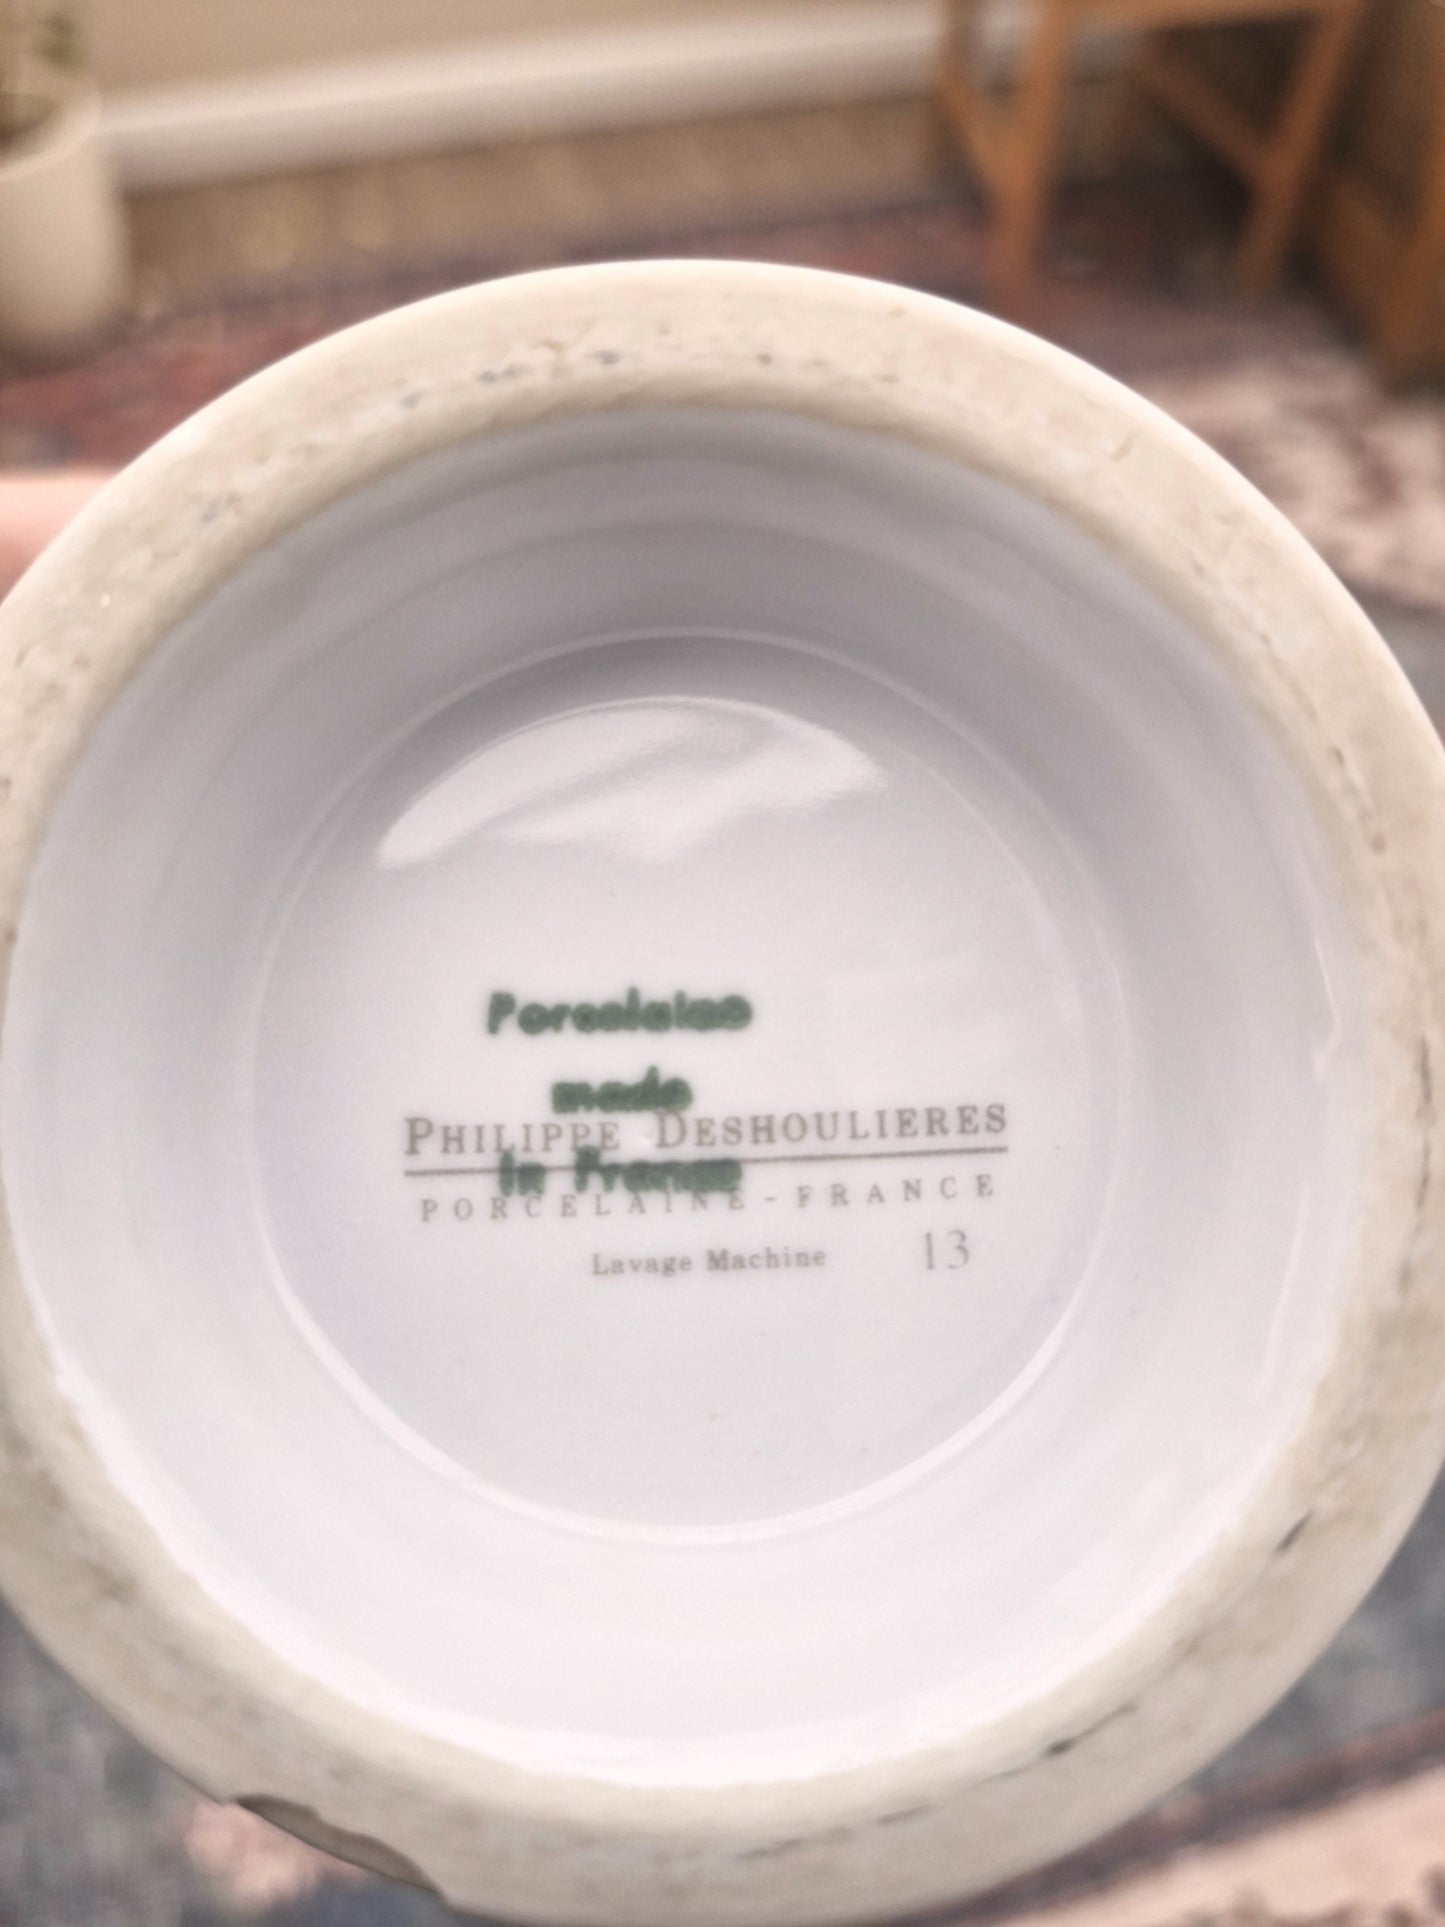 Porcelaine
made
PHILIPPE DESHOULIERES
In France
PORCELAINE-FRANCE
Lavage Machine 13